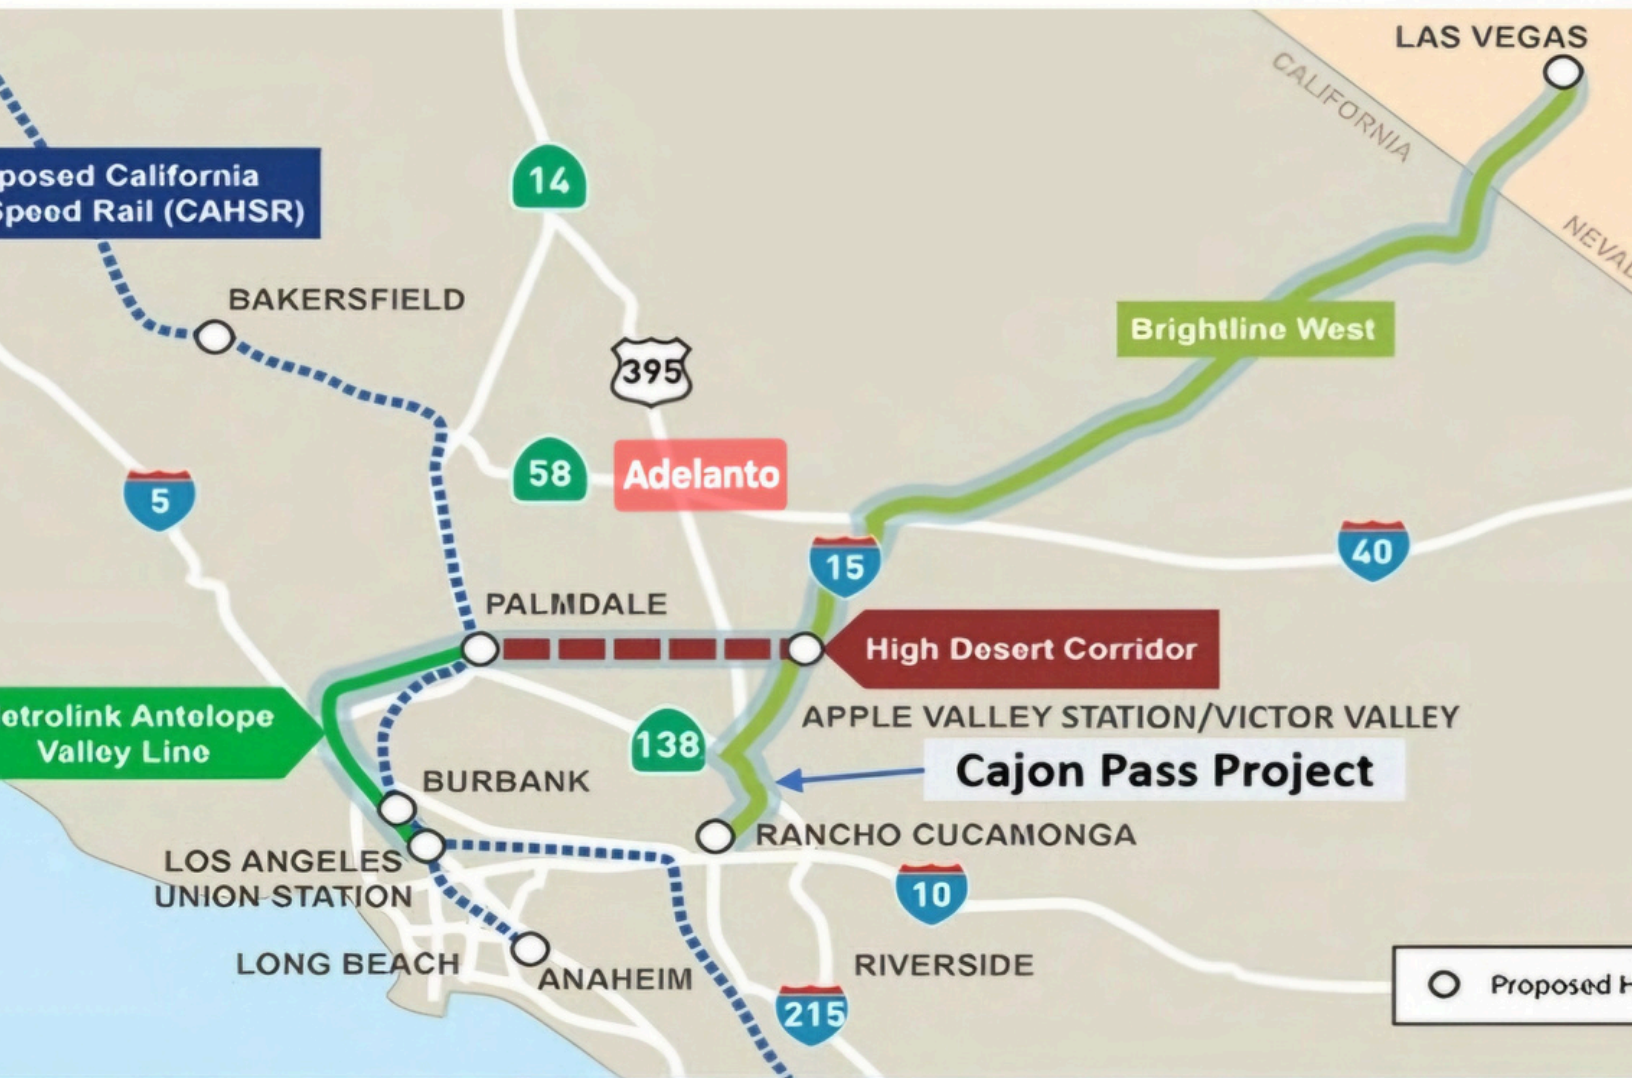 LAS VEGAS
CALIFORNIA
posed California
Speed Rail (CAHSR)
14
NEVAD
BAKERSFIELD
Brightline West
395
58
Adelanto
5
15
40
PALMDALE
High Desert Corridor
etrolink Antelope
Valley Line
APPLE VALLEY STATION/VICTOR VALLEY
138
Cajon Pass Project
BURBANK
RANCHO CUCAMONGA
LOS ANGELES
UNION STATION
10
LONG BEACH
ANAHEIM
RIVERSIDE
Proposed H
215